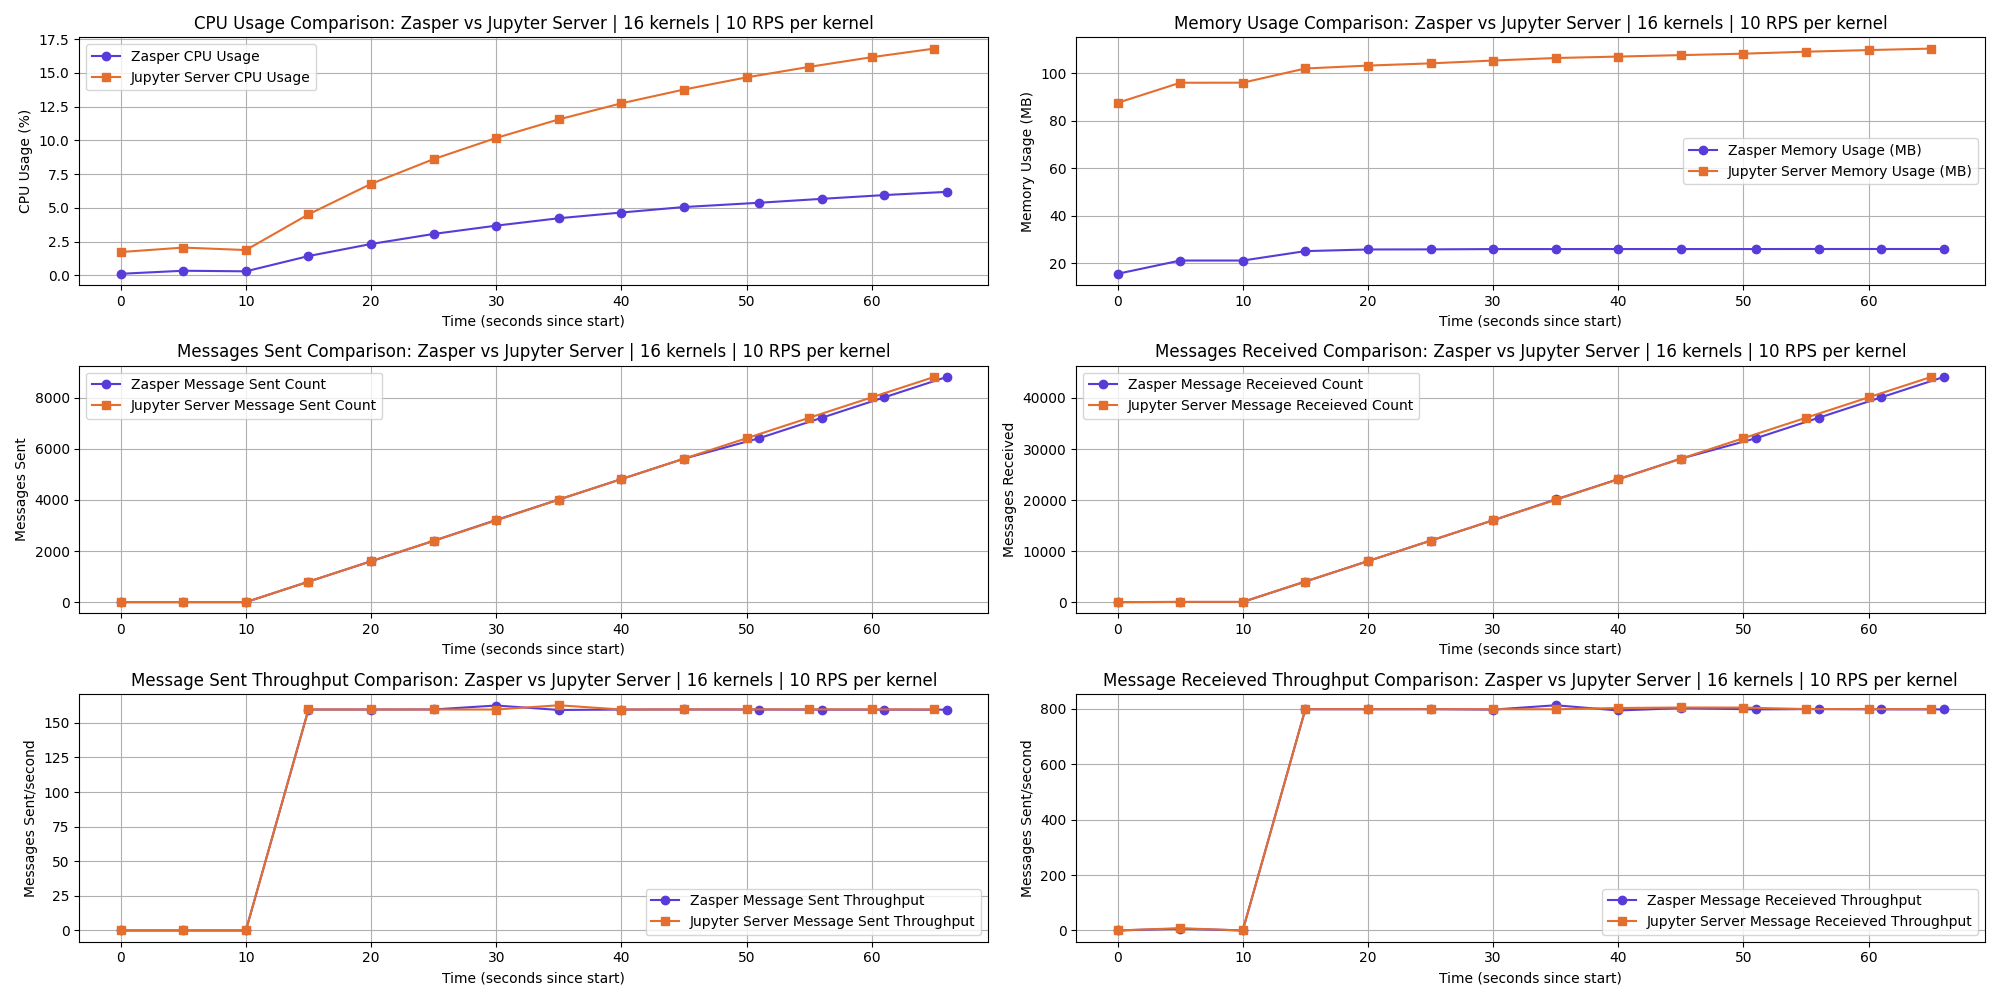 CPU Usage Comparison: Zasper vs Jupyter Server | 16 kernels | 10 RPS per kernel
Zasper CPU Usage
Jupyter Server CPU Usage
CPU Usage (%)
17.5
15.0
12.5
10.0
7.5
5.0
2.5
0.0
0 10 20 30 40 50 60
Time (seconds since start)
Memory Usage Comparison: Zasper vs Jupyter Server | 16 kernels | 10 RPS per kernel
Zasper Memory Usage (MB)
Jupyter Server Memory Usage (MB)
Memory Usage (MB)
100
80
60
40
20
0 10 20 30 40 50 60
Time (seconds since start)
Messages Sent Comparison: Zasper vs Jupyter Server | 16 kernels | 10 RPS per kernel
Zasper Message Sent Count
Jupyter Server Message Sent Count
Messages Sent
8000
6000
4000
2000
0
0 10 20 30 40 50 60
Time (seconds since start)
Messages Received Comparison: Zasper vs Jupyter Server | 16 kernels | 10 RPS per kernel
Zasper Message Receieved Count
Jupyter Server Message Receieved Count
Messages Received
40000
30000
20000
10000
0
0 10 20 30 40 50 60
Time (seconds since start)
Message Sent Throughput Comparison: Zasper vs Jupyter Server | 16 kernels | 10 RPS per kernel
Zasper Message Sent Throughput
Jupyter Server Message Sent Throughput
Messages Sent/second
150
125
100
75
50
25
0
0 10 20 30 40 50 60
Time (seconds since start)
Message Receieved Throughput Comparison: Zasper vs Jupyter Server | 16 kernels | 10 RPS per kernel
Zasper Message Receieved Throughput
Jupyter Server Message Receieved Throughput
Messages Sent/second
800
600
400
200
0
0 10 20 30 40 50 60
Time (seconds since start)